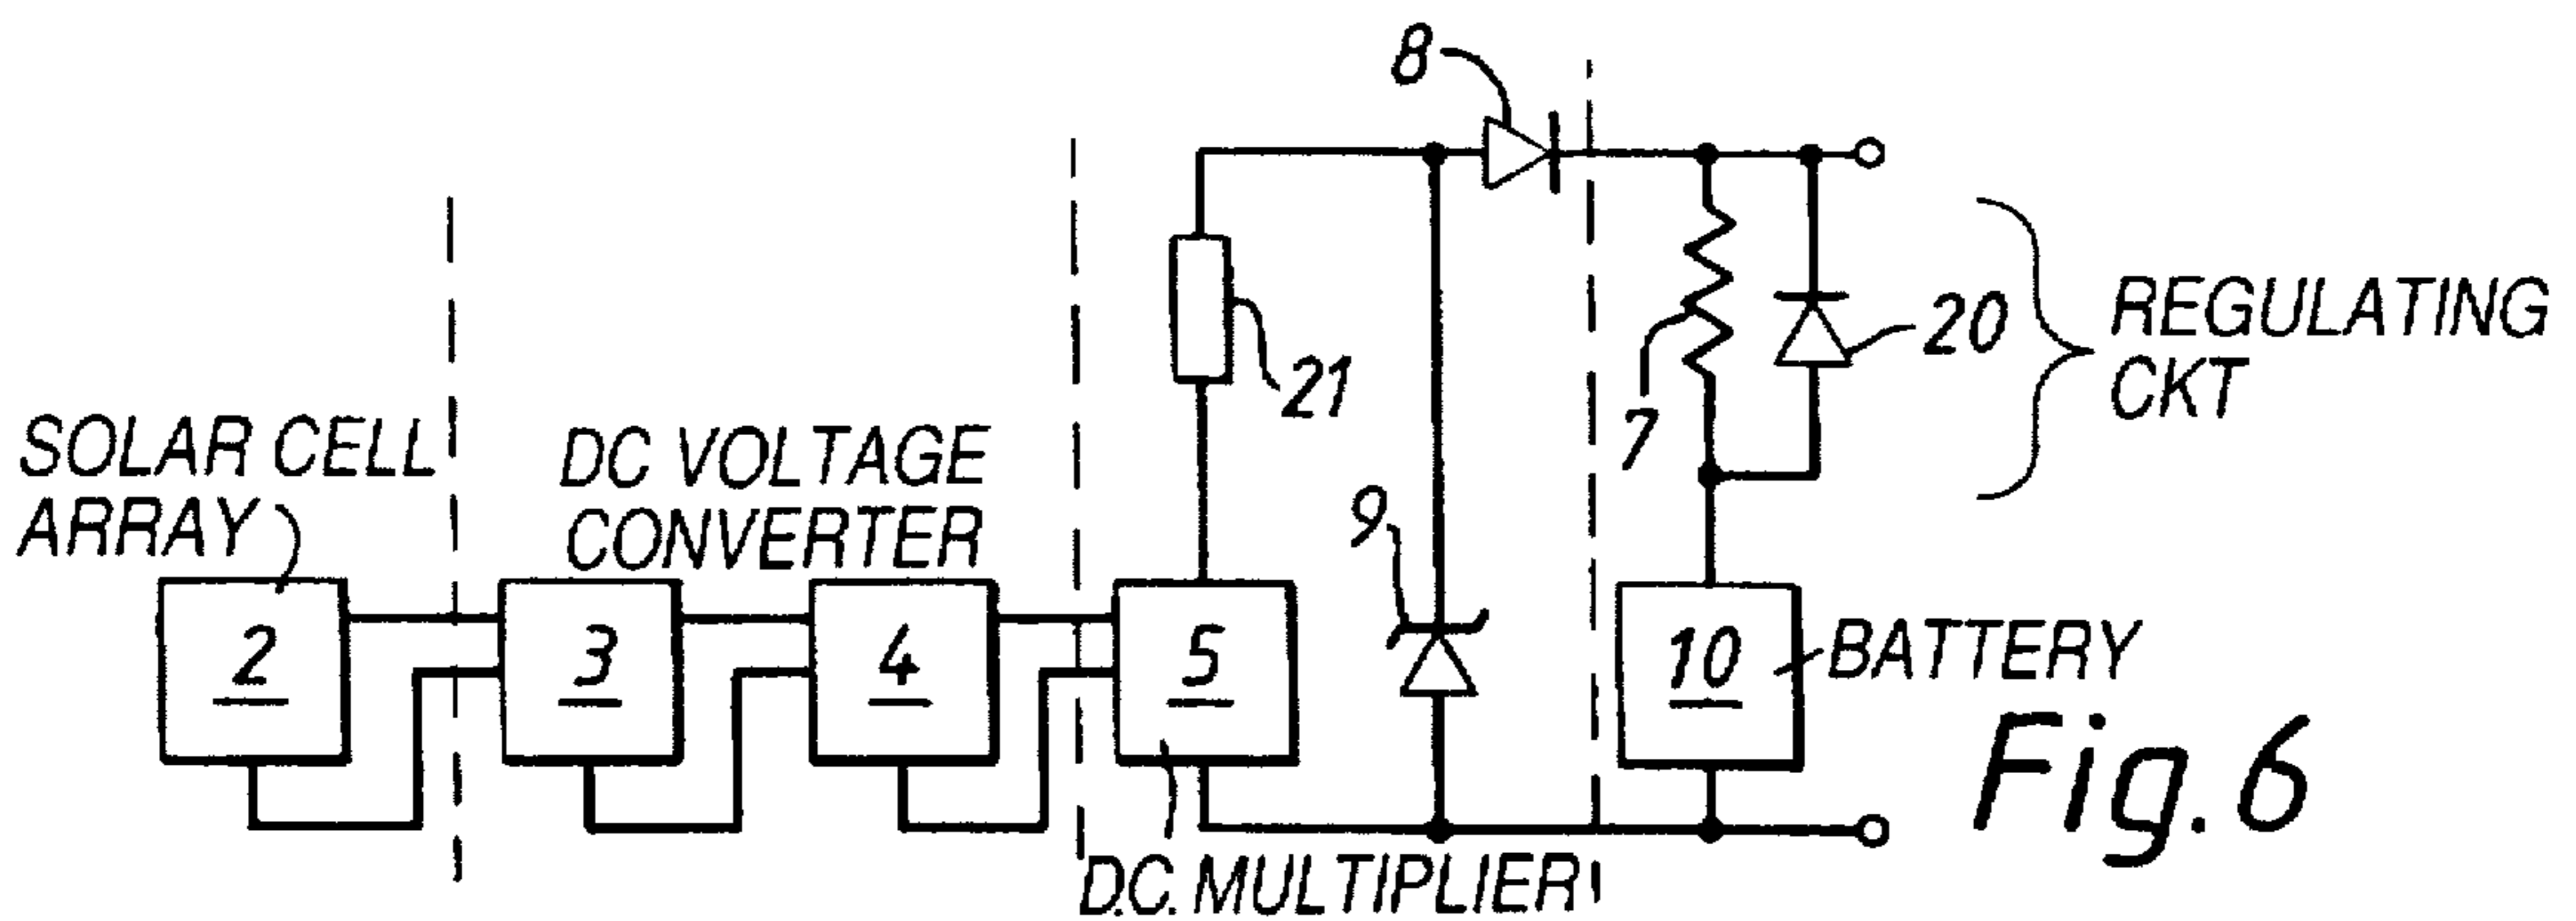 8
SOLAR CELL
ARRAY
DC VOLTAGE
CONVERTER
21
7
20
REGULATING
CKT
9
2
3
4
5
10
BATTERY
D.C. MULTIPLIER
Fig. 6